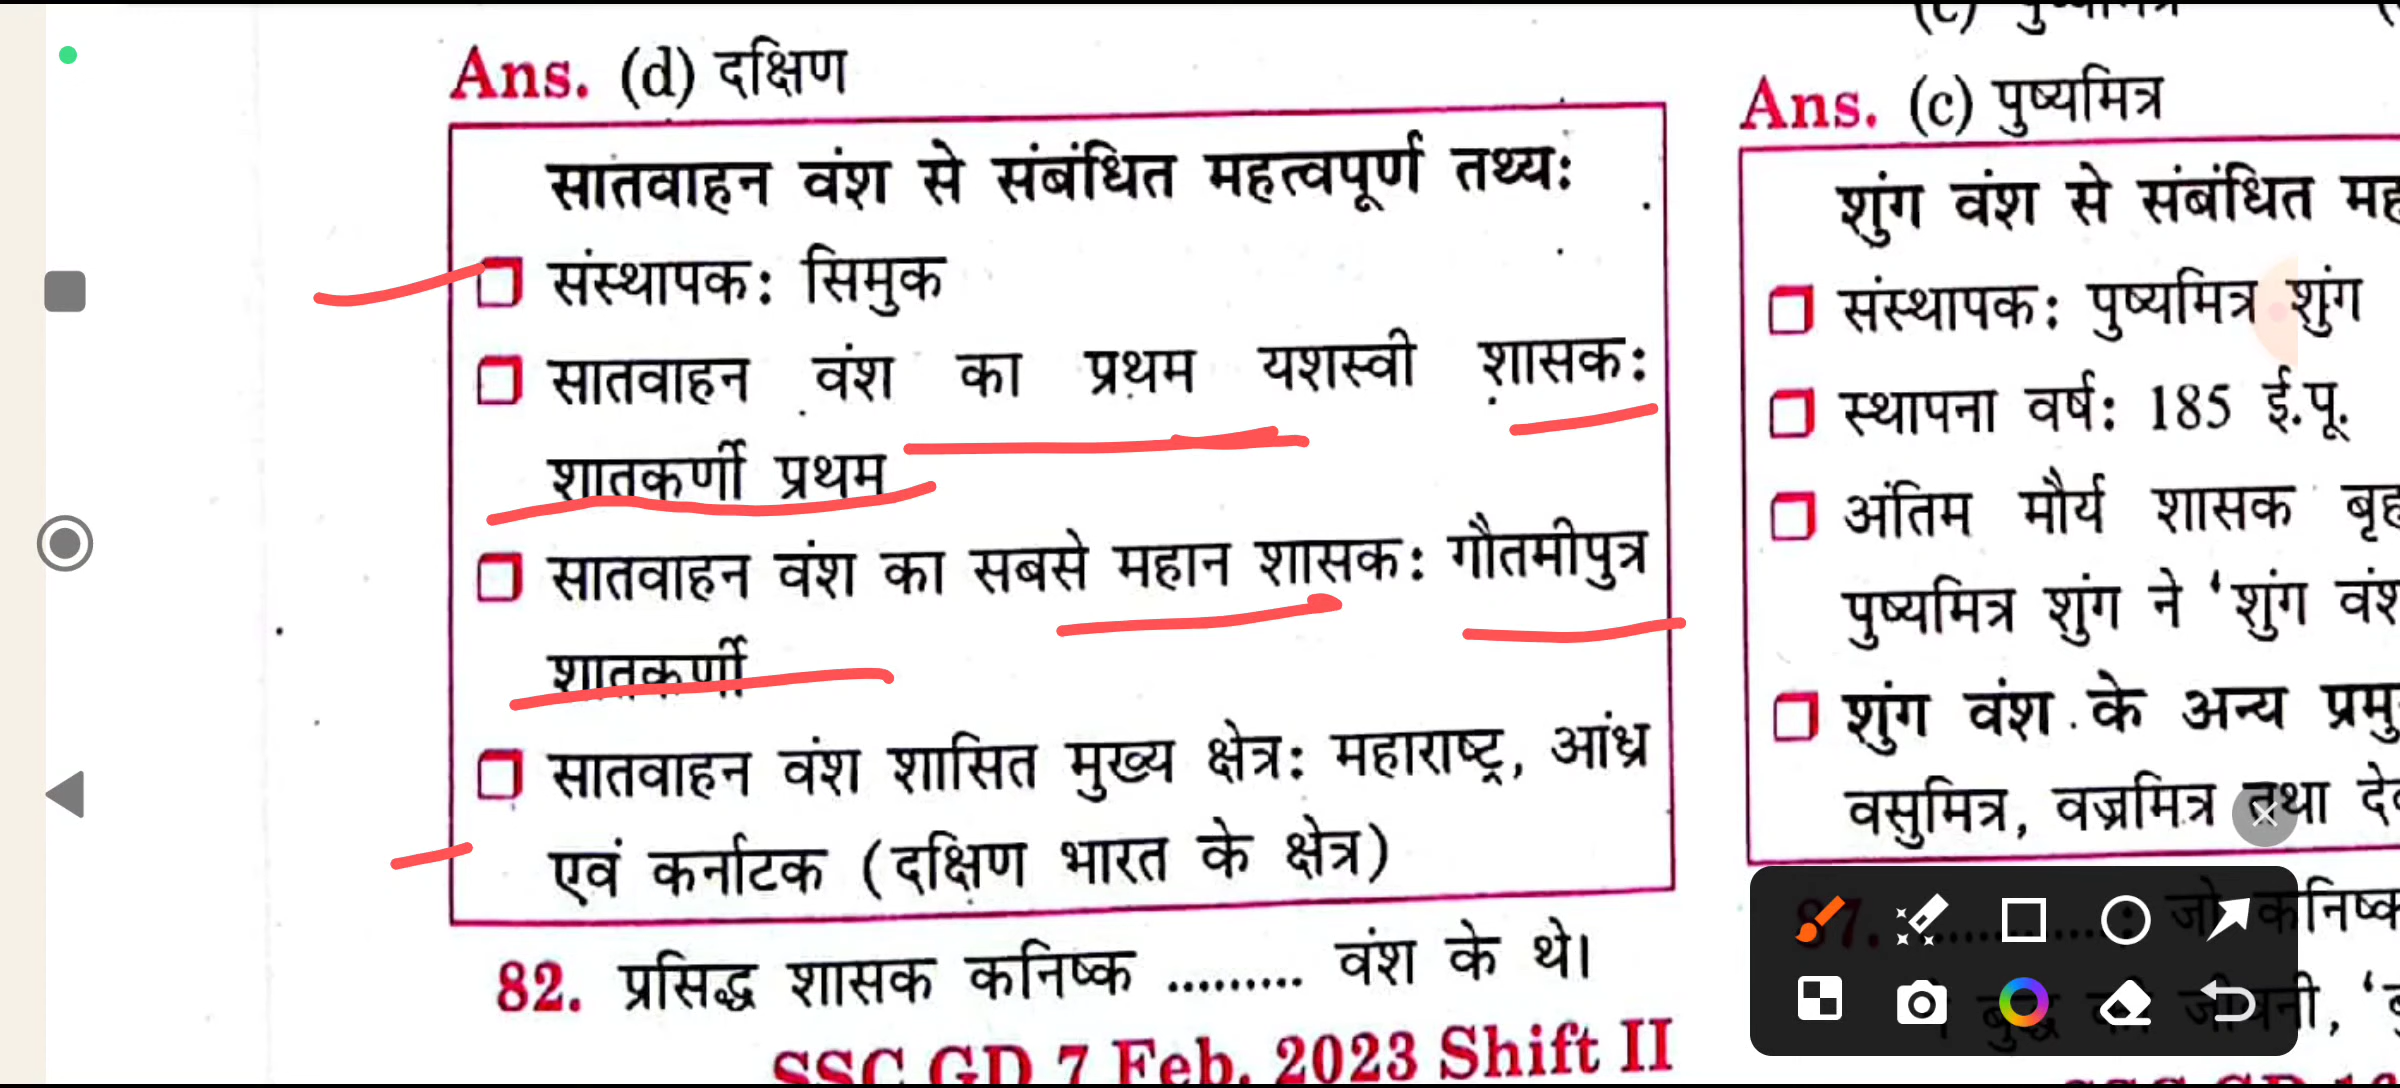 Ans. (d) दक्षिण
सातवाहन वंश से संबंधित महत्वपूर्ण तथ्यः
संस्थापकः सिमुक
सातवाहन वंश का प्रथम यशस्वी शासकः
शातकर्णी प्रथम
सातवाहन वंश का सबसे महान शासकः गौतमीपुत्र
शातकर्णी
सातवाहन वंश शासित मुख्य क्षेत्रः महाराष्ट्र, आंध्र
एवं कर्नाटक (दक्षिण भारत के क्षेत्र)
82. प्रसिद्ध शासक कनिष्क ......... वंश के थे।
SSC GD 7 Feb. 2023 Shift II
Ans. (c) पुष्यमित्र
शुंग वंश से संबंधित
संस्थापकः पुष्यमित्र शुंग
स्थापना वर्षः 185 ई.पू.
अंतिम मौर्य शासक
पुष्यमित्र शुंग ने ‘शुंग
शुंग वंश के अन्य
वसुमित्र, वज्रमित्र तथा